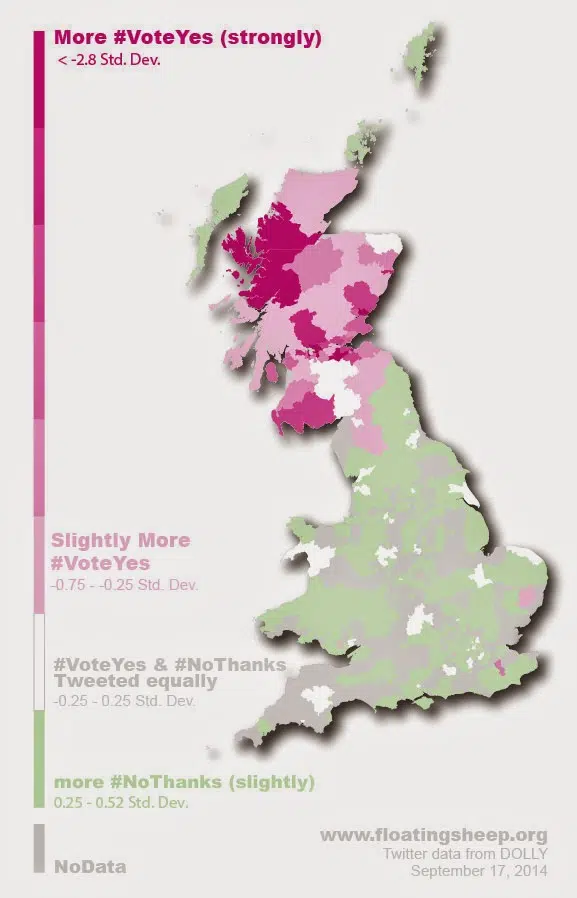 More #VoteYes (strongly)
< -2.8 Std. Dev.
Slightly More
#VoteYes
-0.75 - -0.25 Std. Dev.
#VoteYes & #NoThanks
Tweeted equally
-0.25 - 0.25 Std. Dev.
more #NoThanks (slightly)
0.25 - 0.52 Std. Dev.
NoData
www.floatingsheep.org
Twitter data from DOLLY
September 17, 2014